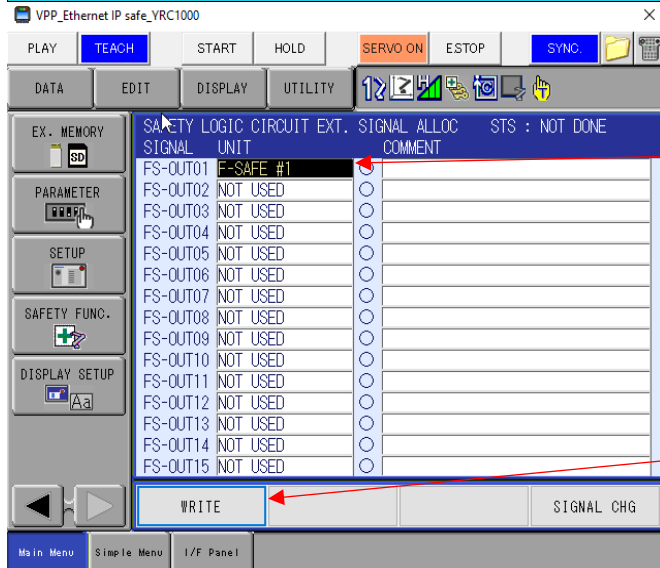 VPP_Ethernet IP safe_YRC1000
PLAY TEACH START HOLD SERVO ON E.STOP SYNC.
DATA EDIT DISPLAY UTILITY
EX. MEMORY
SD
PARAMETER
SETUP
SAFETY FUNC.
DISPLAY SETUP
Aa
SAFETY LOGIC CIRCUIT EXT. SIGNAL ALLOC STS : NOT DONE
SIGNAL UNIT COMMENT
FS-OUT01 F-SAFE #1
FS-OUT02 NOT USED
FS-OUT03 NOT USED
FS-OUT04 NOT USED
FS-OUT05 NOT USED
FS-OUT06 NOT USED
FS-OUT07 NOT USED
FS-OUT08 NOT USED
FS-OUT09 NOT USED
FS-OUT10 NOT USED
FS-OUT11 NOT USED
FS-OUT12 NOT USED
FS-OUT13 NOT USED
FS-OUT14 NOT USED
FS-OUT15 NOT USED
WRITE SIGNAL CHG
Main Menu Simple Menu I/F Panel